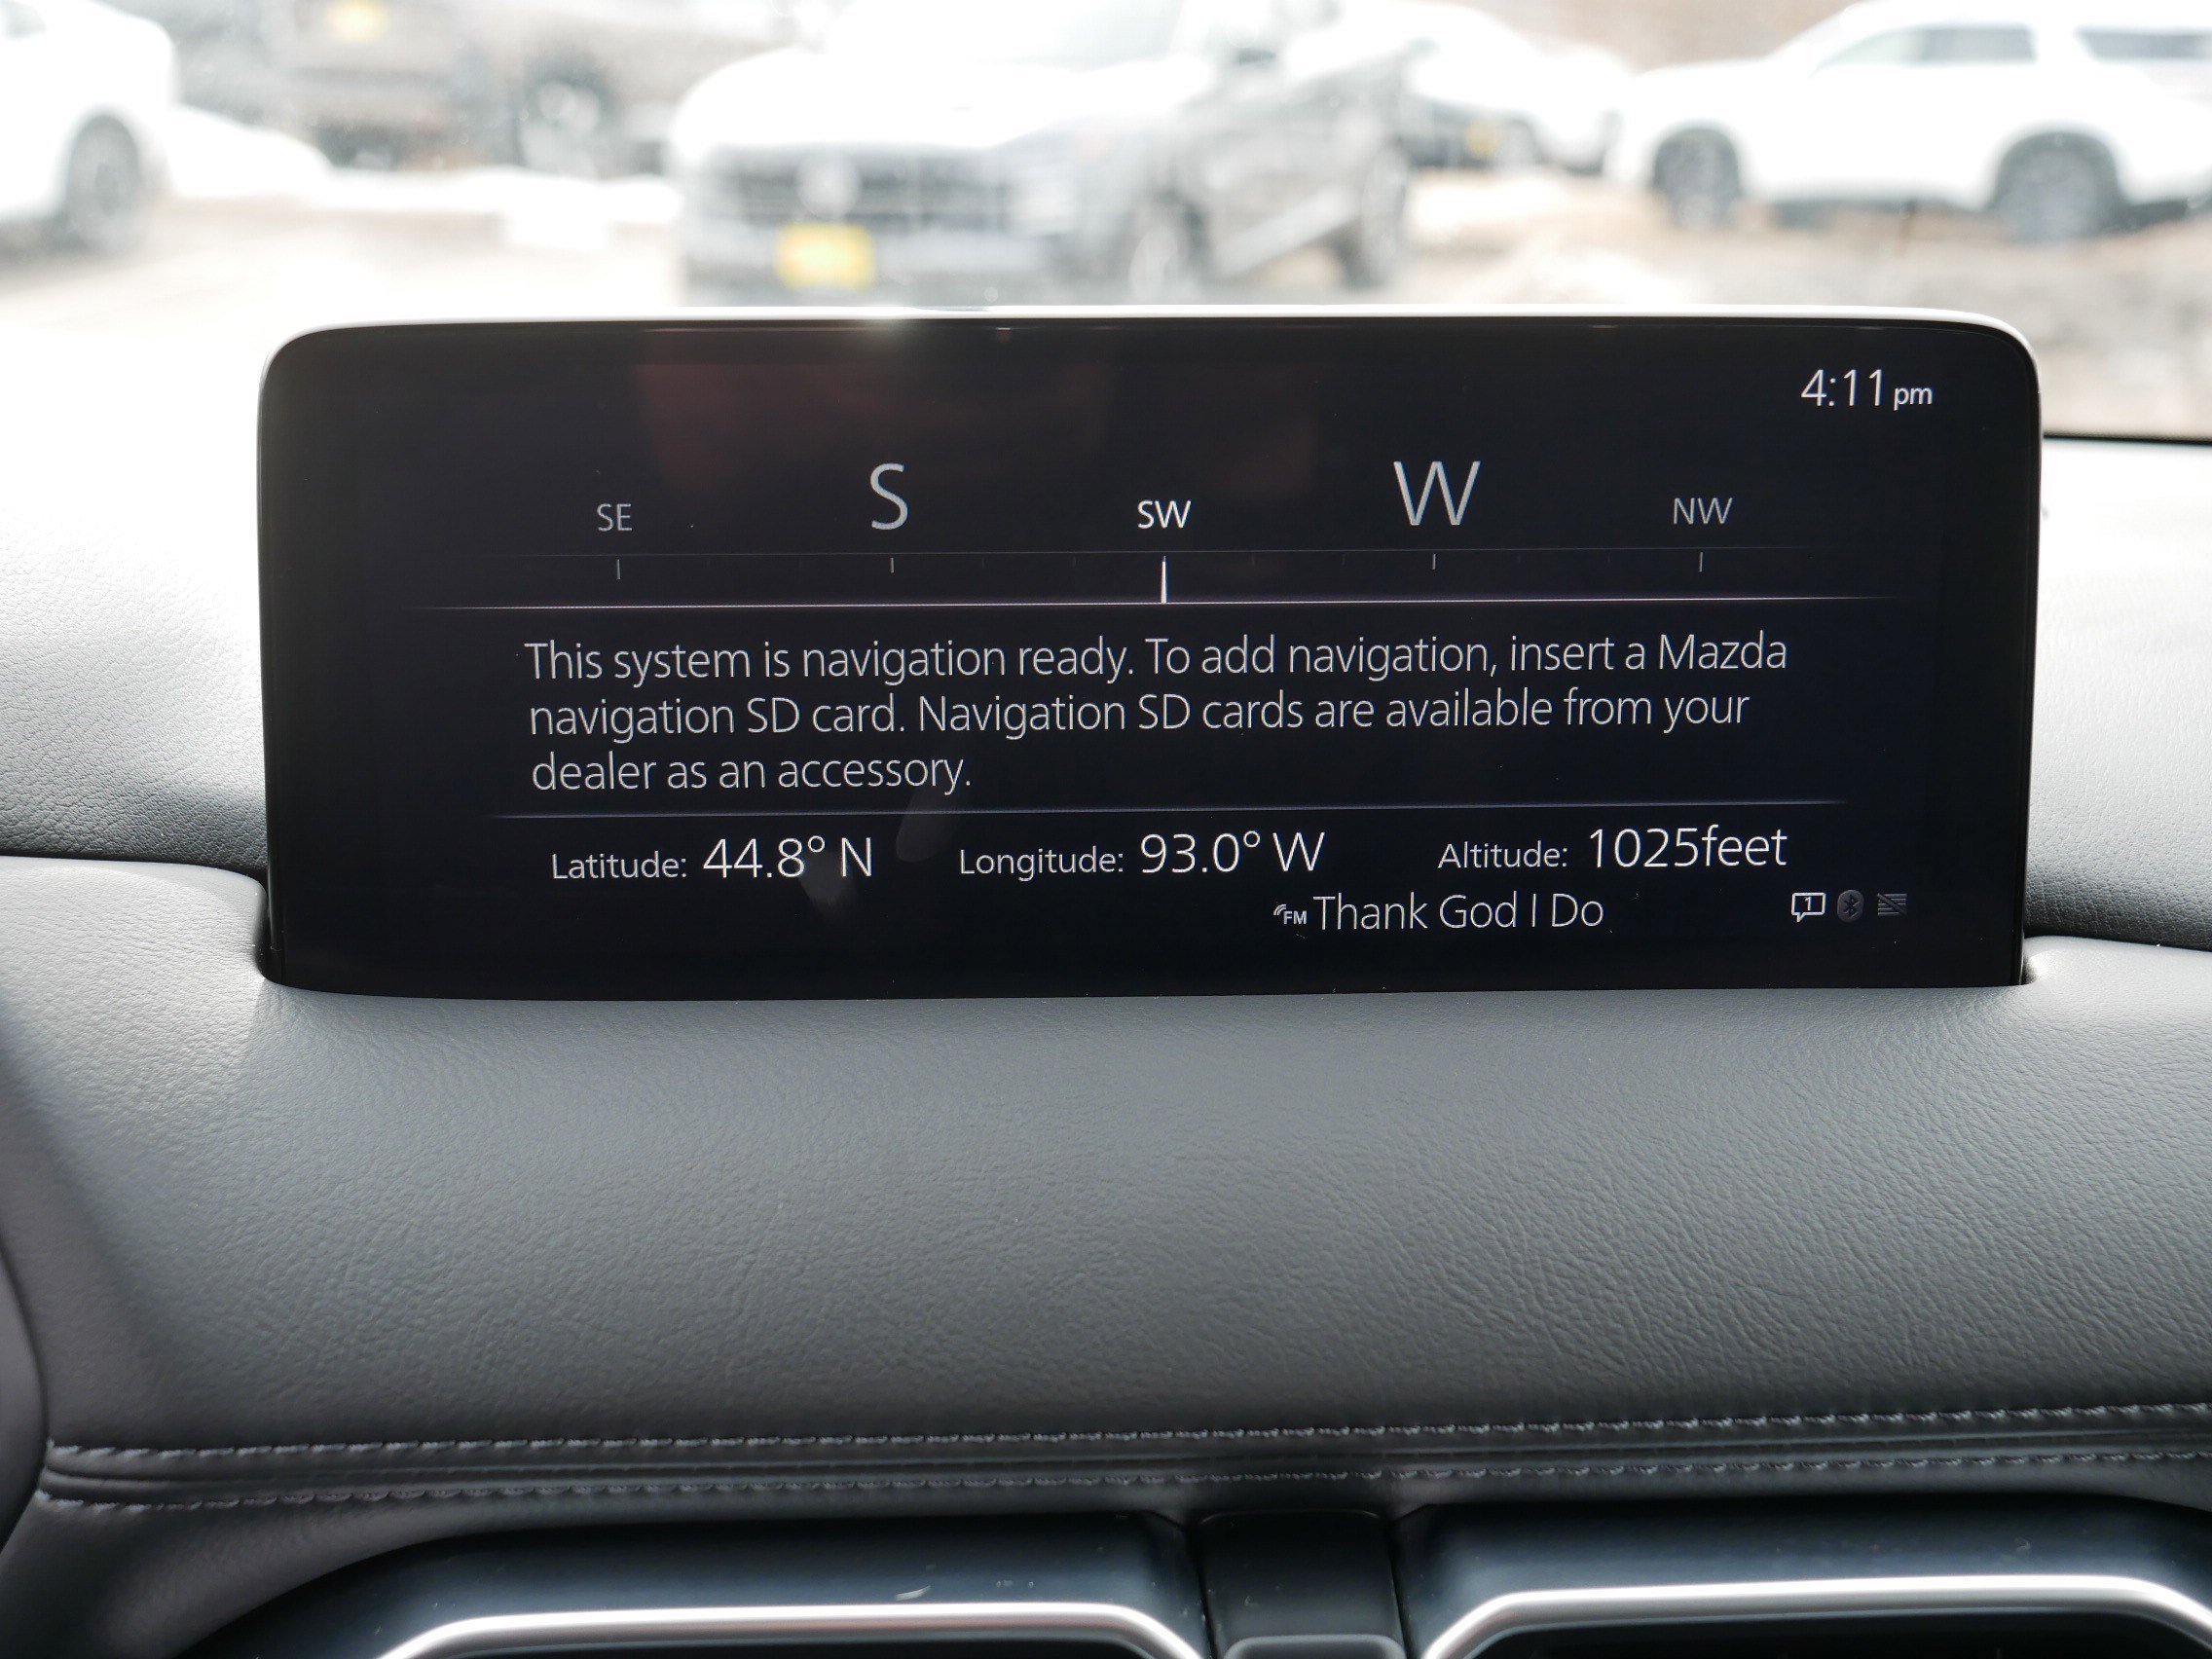 4:11pm
SE S SW W NW
This system is navigation ready. To add navigation, insert a Mazda
navigation SD card. Navigation SD cards are available from your
dealer as an accessory.
Latitude: 44.8° N Longitude: 93.0° W Altitude: 1025feet
FM Thank God I Do
1